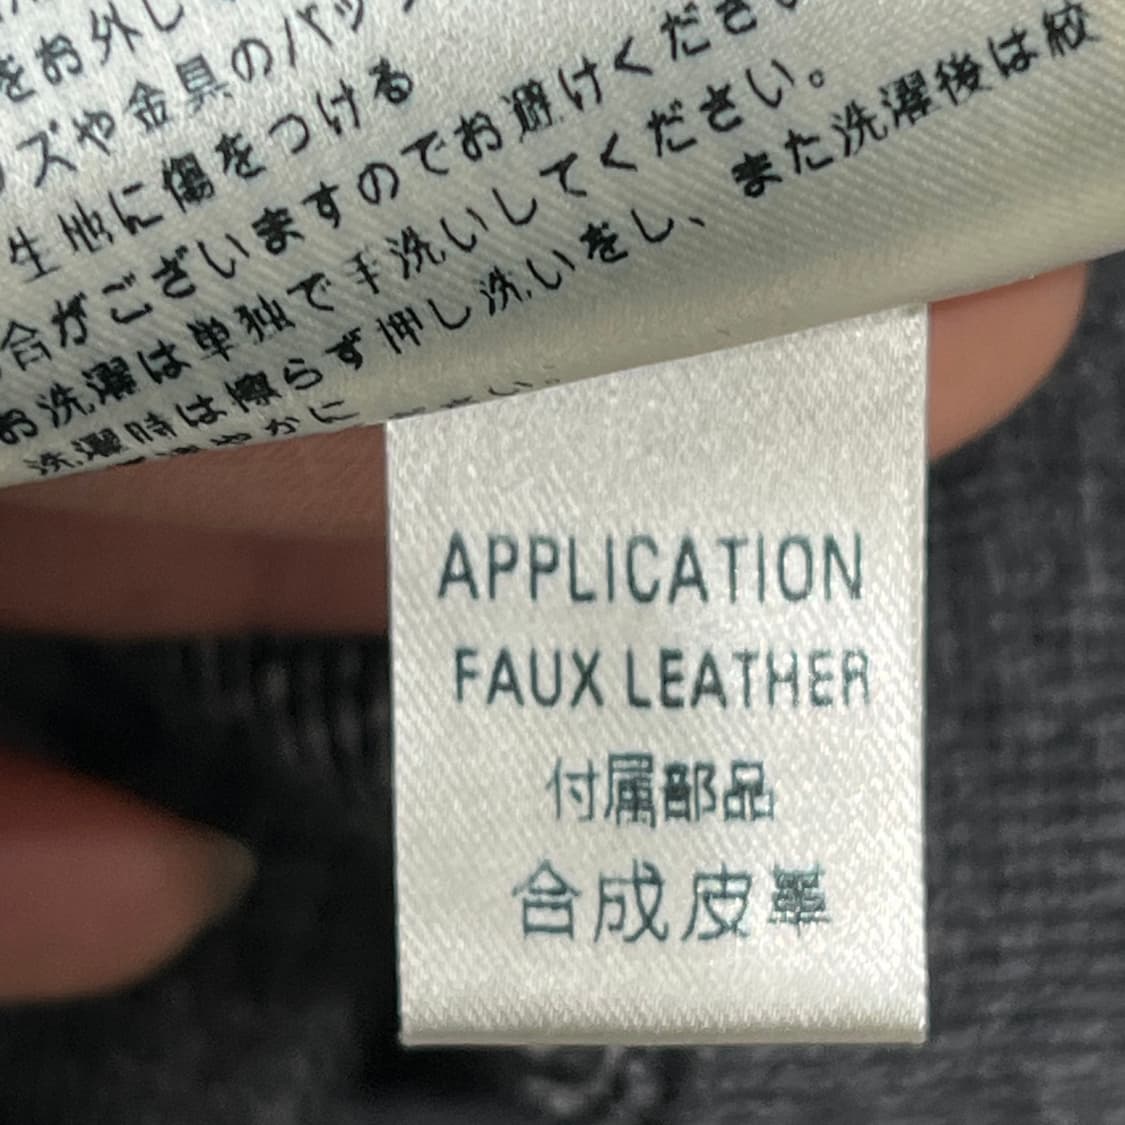 をお外し
ズや金具のバッ
生地に傷をつける
合がございますのでお避けくださ
お洗濯は単独で手洗いしてください。
洗濯時は擦らず押し洗いをし、また洗濯後は絞
やかに
APPLICATION
FAUX LEATHER
付属部品
合成皮革